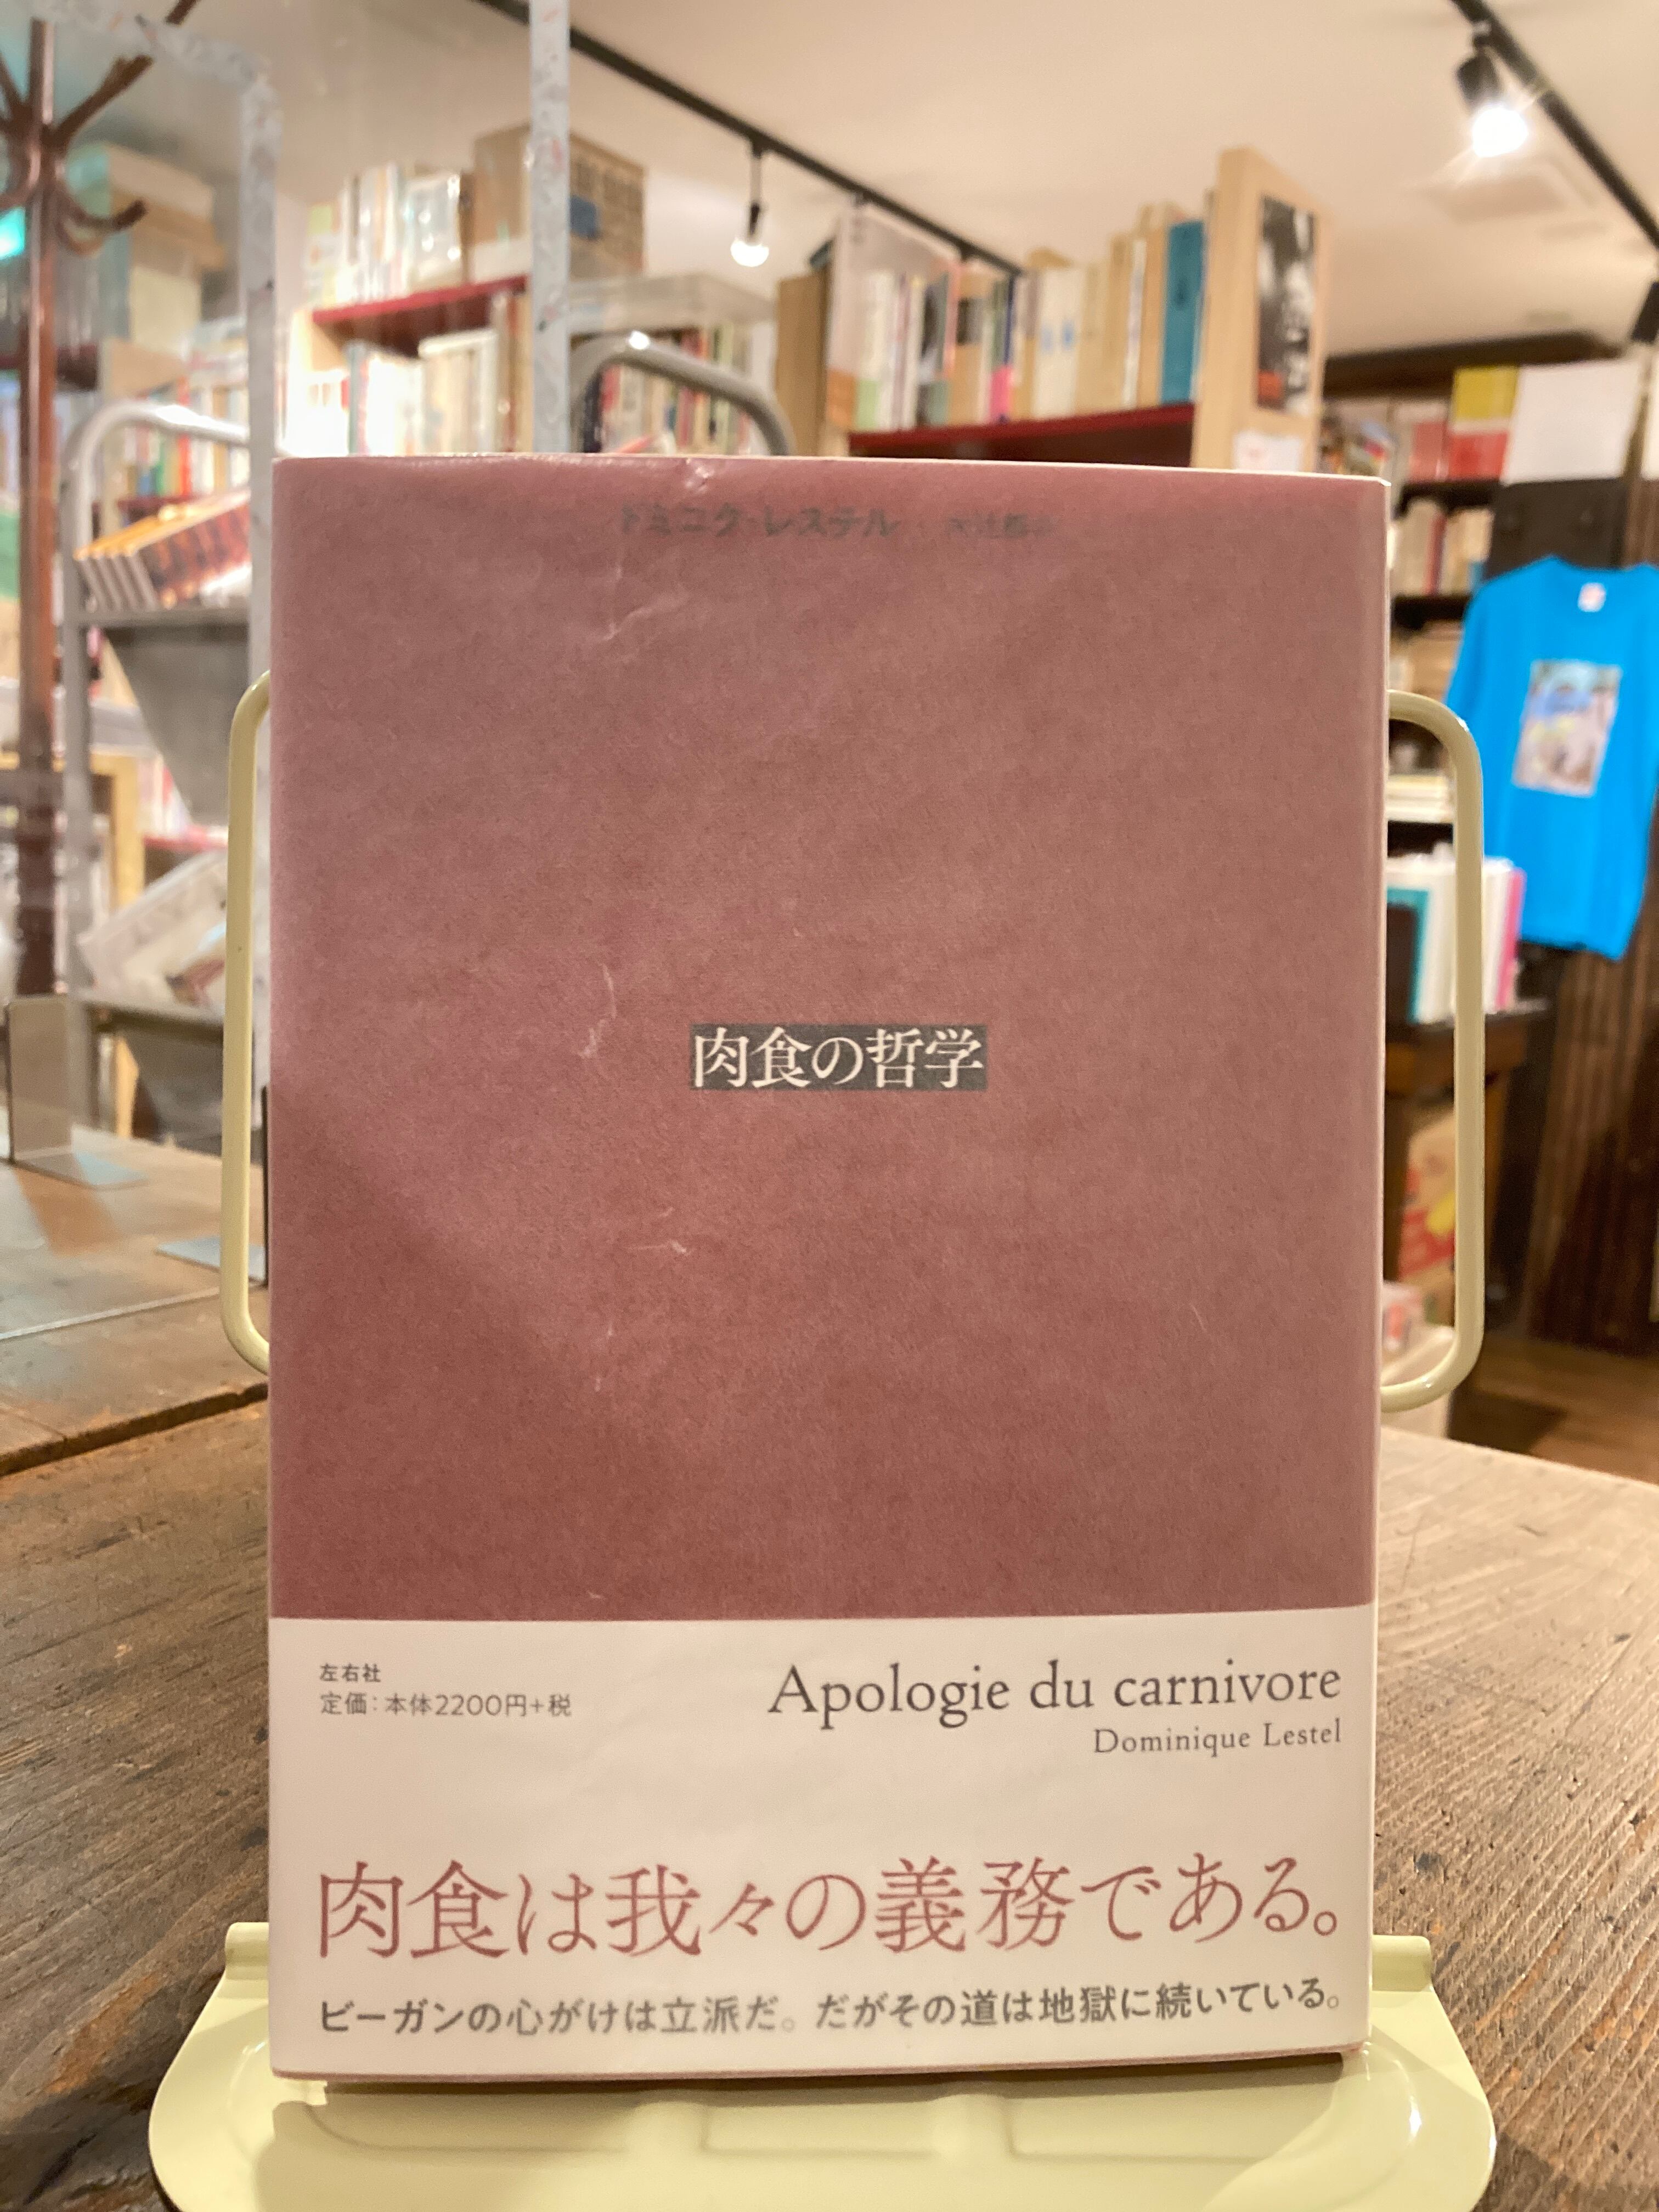 ドミニク・レステル
肉食の哲学
左右社
定価:本体2200円+税
Apologie du carnivore
Dominique Lestel
肉食は我々の義務である。
ビーガンの心がけは立派だ。だがその道は地獄に続いている。